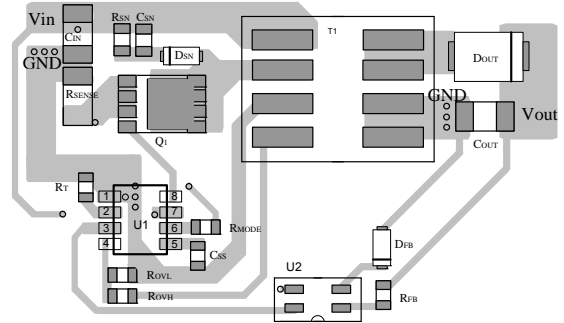 Vin
CIN
RSN
CSN
T1
DSN
DOUT
GND
RSENSE
GND
Vout
Q1
COUT
RT
1
2
3
4
U1
8
7
6
5
RMODE
CSS
DFB
ROVL
U2
ROVH
RFB